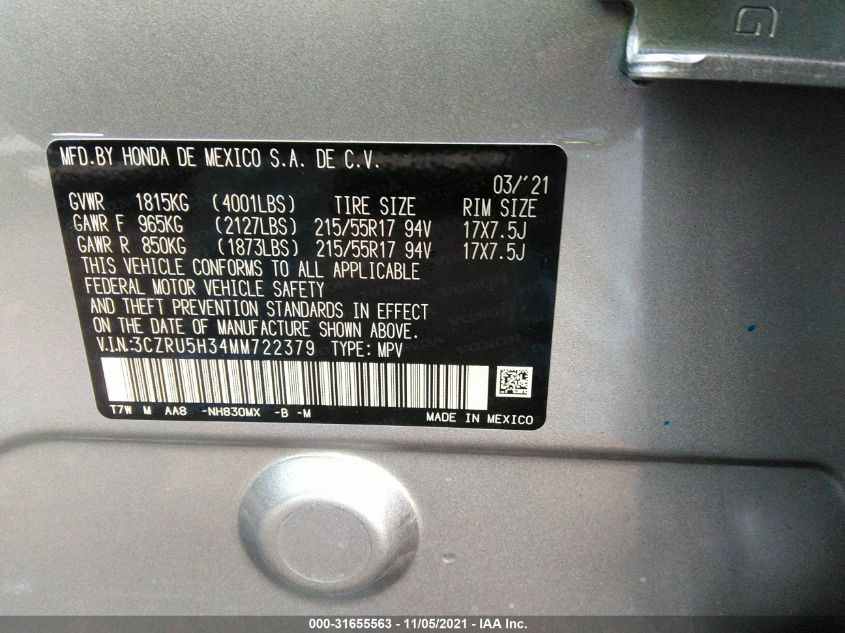 G
MFD.BY HONDA DE MEXICO S.A. DE C.V.
03/'21
GVWR 1815KG (4001LBS) TIRE SIZE RIM SIZE
GAWR F 965KG (2127LBS) 215/55R17 94V 17X7.5J
GAWR R 850KG (1873LBS) 215/55R17 94V 17X7.5J
THIS VEHICLE CONFORMS TO ALL APPLICABLE
FEDERAL MOTOR VEHICLE SAFETY
AND THEFT PREVENTION STANDARDS IN EFFECT
ON THE DATE OF MANUFACTURE SHOWN ABOVE.
V.I.N:3CZRU5H34MM722379 TYPE: MPV
T7W M AA8 -NH830MX -B -M
MADE IN MEXICO
000-31655563 - 11/05/2021 - IAA Inc.